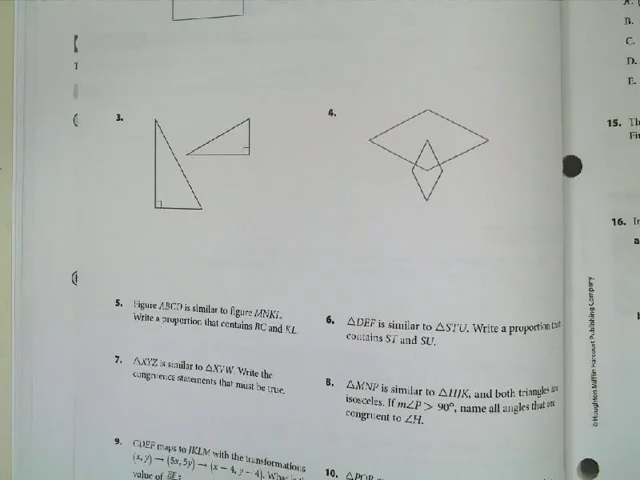 3.
4.
5. Figure ABCD is similar to figure MNKL.
Write a proportion that contains BC and KL.
6. △DEF is similar to △STU. Write a proportion that
contains ST and SU.
7. △XYZ is similar to △XVW. Write the
congruence statements that must be true.
8. △MNP is similar to △HJK, and both triangles are
isosceles. If m∠P > 90°, name all angles that are
congruent to ∠H.
9. CDEF maps to JKLM with the transformations
(x, y) → (5x, 5y) → (x − 4, y − 4). What is the
value of
10.
B.
C.
D.
E.
15. Th
Fi
16. I
a
© Houghton Mifflin Harcourt Publishing Company